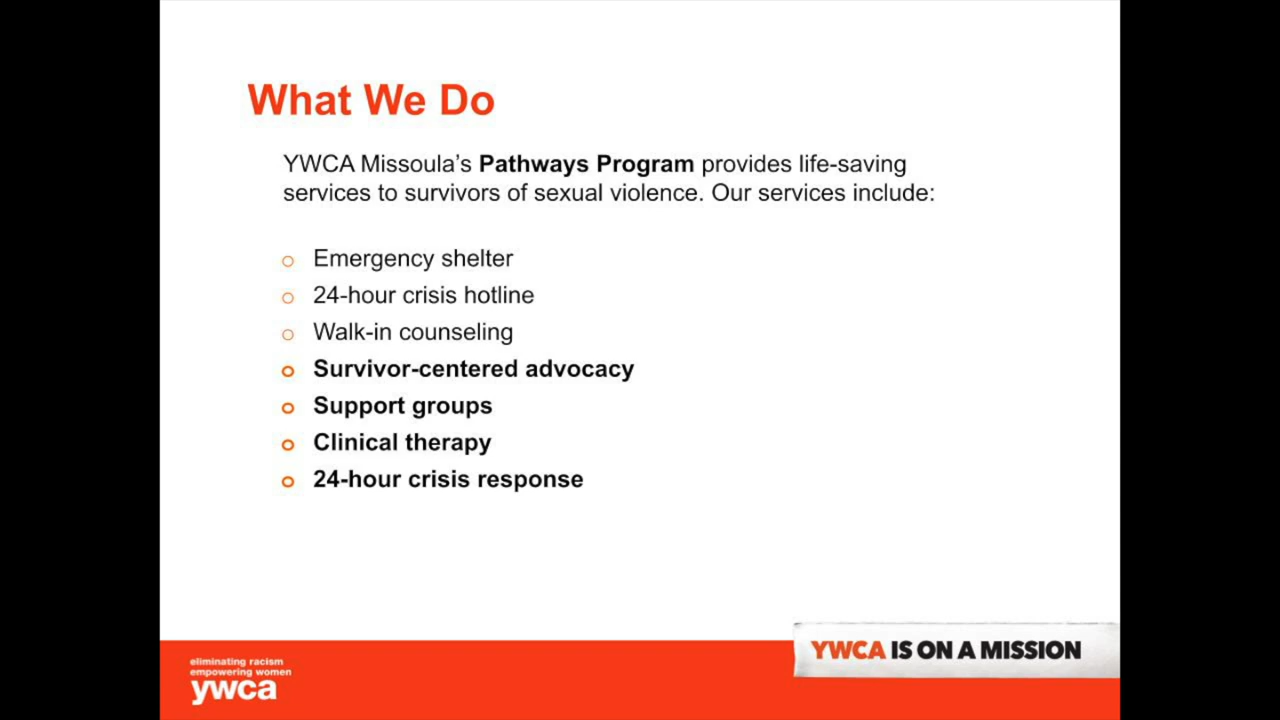 What We Do
YWCA Missoula’s Pathways Program provides life-saving
services to survivors of sexual violence. Our services include:
o Emergency shelter
o 24-hour crisis hotline
o Walk-in counseling
o Survivor-centered advocacy
o Support groups
o Clinical therapy
o 24-hour crisis response
YWCA IS ON A MISSION
eliminating racism
empowering women
ywca